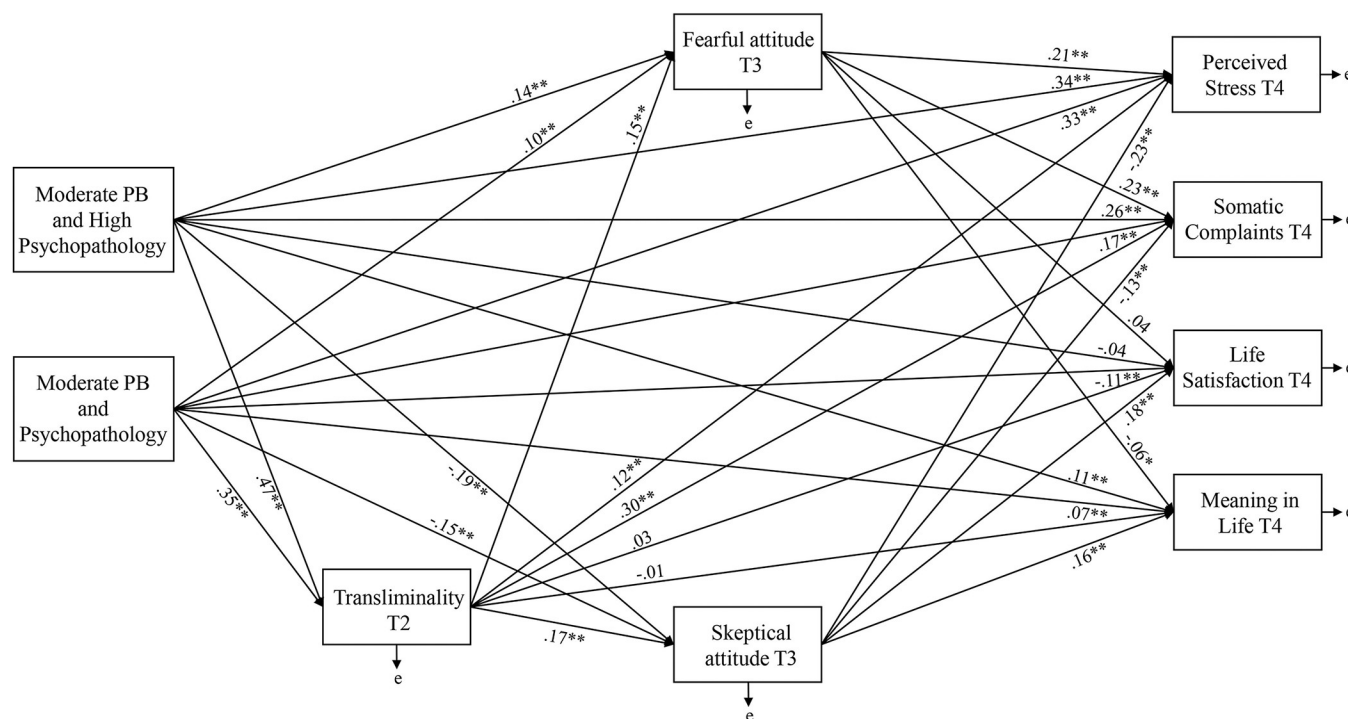 Fearful attitude
T3
e
Perceived
Stress T4
e
Moderate PB
and High
Psychopathology
Somatic
Complaints T4
e
Moderate PB
and
Psychopathology
Life
Satisfaction T4
e
Meaning in
Life T4
e
Transliminality
T2
e
Skeptical
attitude T3
e
.14**
.10**
.15**
.21**
.34**
.33**
-.23**
.23**
.26**
.17**
-.13**
.04
-.04
-.11**
.18**
-.06*
.11**
.07**
.16**
.47**
.35**
-.19**
-.15**
.12**
.30**
.03
-.01
.17**